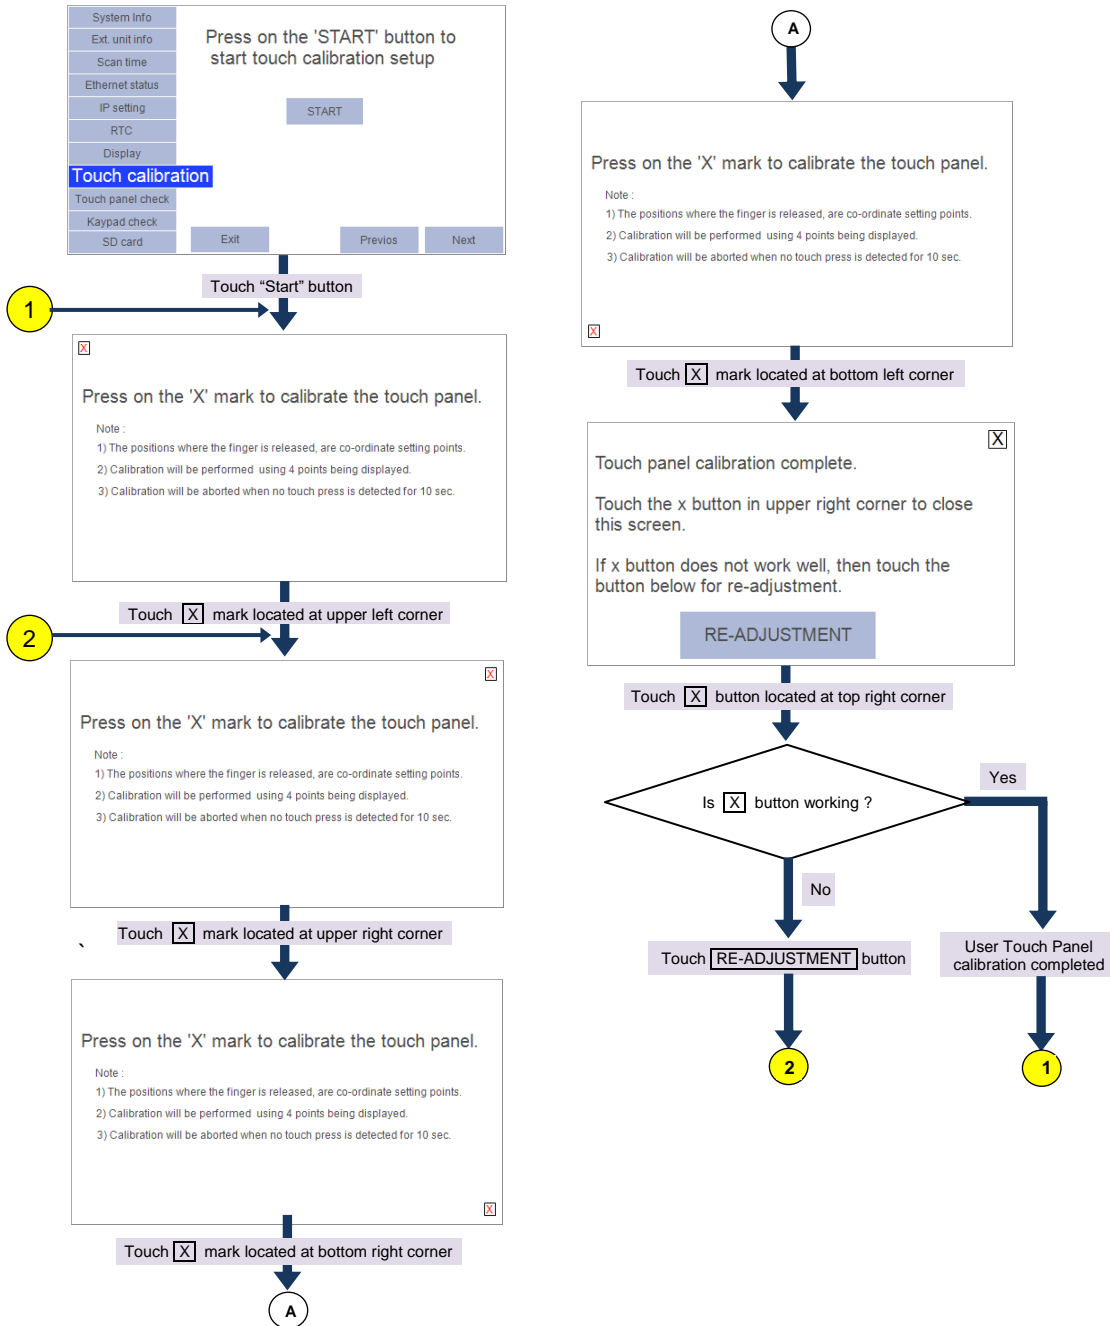 System Info
Ext. unit info
Scan time
Ethernet status
IP setting
RTC
Display
Touch calibration
Touch panel check
Kaypad check
SD card
Press on the 'START' button to
start touch calibration setup
START
Exit
Previos
Next
Touch “Start” button
1
X
Press on the 'X' mark to calibrate the touch panel.
Note :
1) The positions where the finger is released, are co-ordinate setting points.
2) Calibration will be performed using 4 points being displayed.
3) Calibration will be aborted when no touch press is detected for 10 sec.
Touch X mark located at upper left corner
2
X
Press on the 'X' mark to calibrate the touch panel.
Note :
1) The positions where the finger is released, are co-ordinate setting points.
2) Calibration will be performed using 4 points being displayed.
3) Calibration will be aborted when no touch press is detected for 10 sec.
Touch X mark located at upper right corner
`
Press on the 'X' mark to calibrate the touch panel.
Note :
1) The positions where the finger is released, are co-ordinate setting points.
2) Calibration will be performed using 4 points being displayed.
3) Calibration will be aborted when no touch press is detected for 10 sec.
X
Touch X mark located at bottom right corner
A
A
Press on the 'X' mark to calibrate the touch panel.
Note :
1) The positions where the finger is released, are co-ordinate setting points.
2) Calibration will be performed using 4 points being displayed.
3) Calibration will be aborted when no touch press is detected for 10 sec.
X
Touch X mark located at bottom left corner
X
Touch panel calibration complete.
Touch the x button in upper right corner to close
this screen.
If x button does not work well, then touch the
button below for re-adjustment.
RE-ADJUSTMENT
Touch X button located at top right corner
Is X button working ?
Yes
No
Touch RE-ADJUSTMENT button
User Touch Panel
calibration completed
2
1